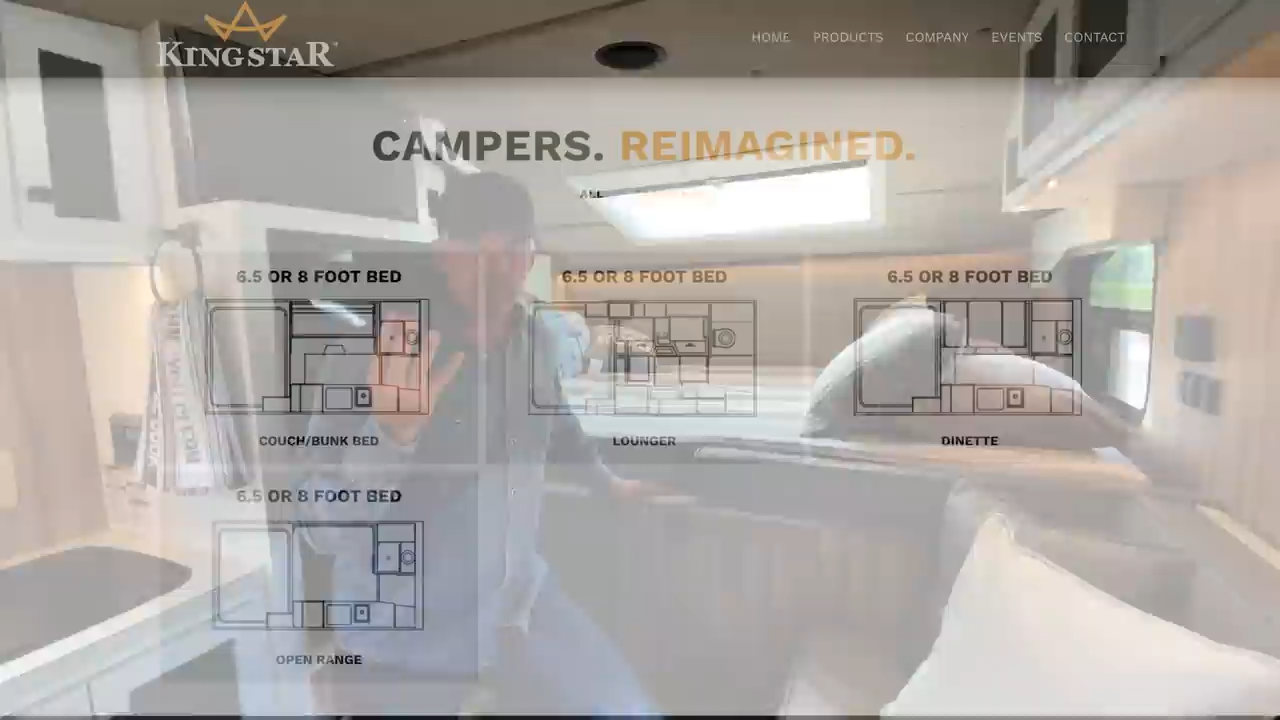 KINGSTAR
HOME PRODUCTS COMPANY EVENTS CONTACT
CAMPERS. REIMAGINED.
ALL
6.5 OR 8 FOOT BED
COUCH/BUNK BED
6.5 OR 8 FOOT BED
LOUNGER
6.5 OR 8 FOOT BED
DINETTE
6.5 OR 8 FOOT BED
OPEN RANGE